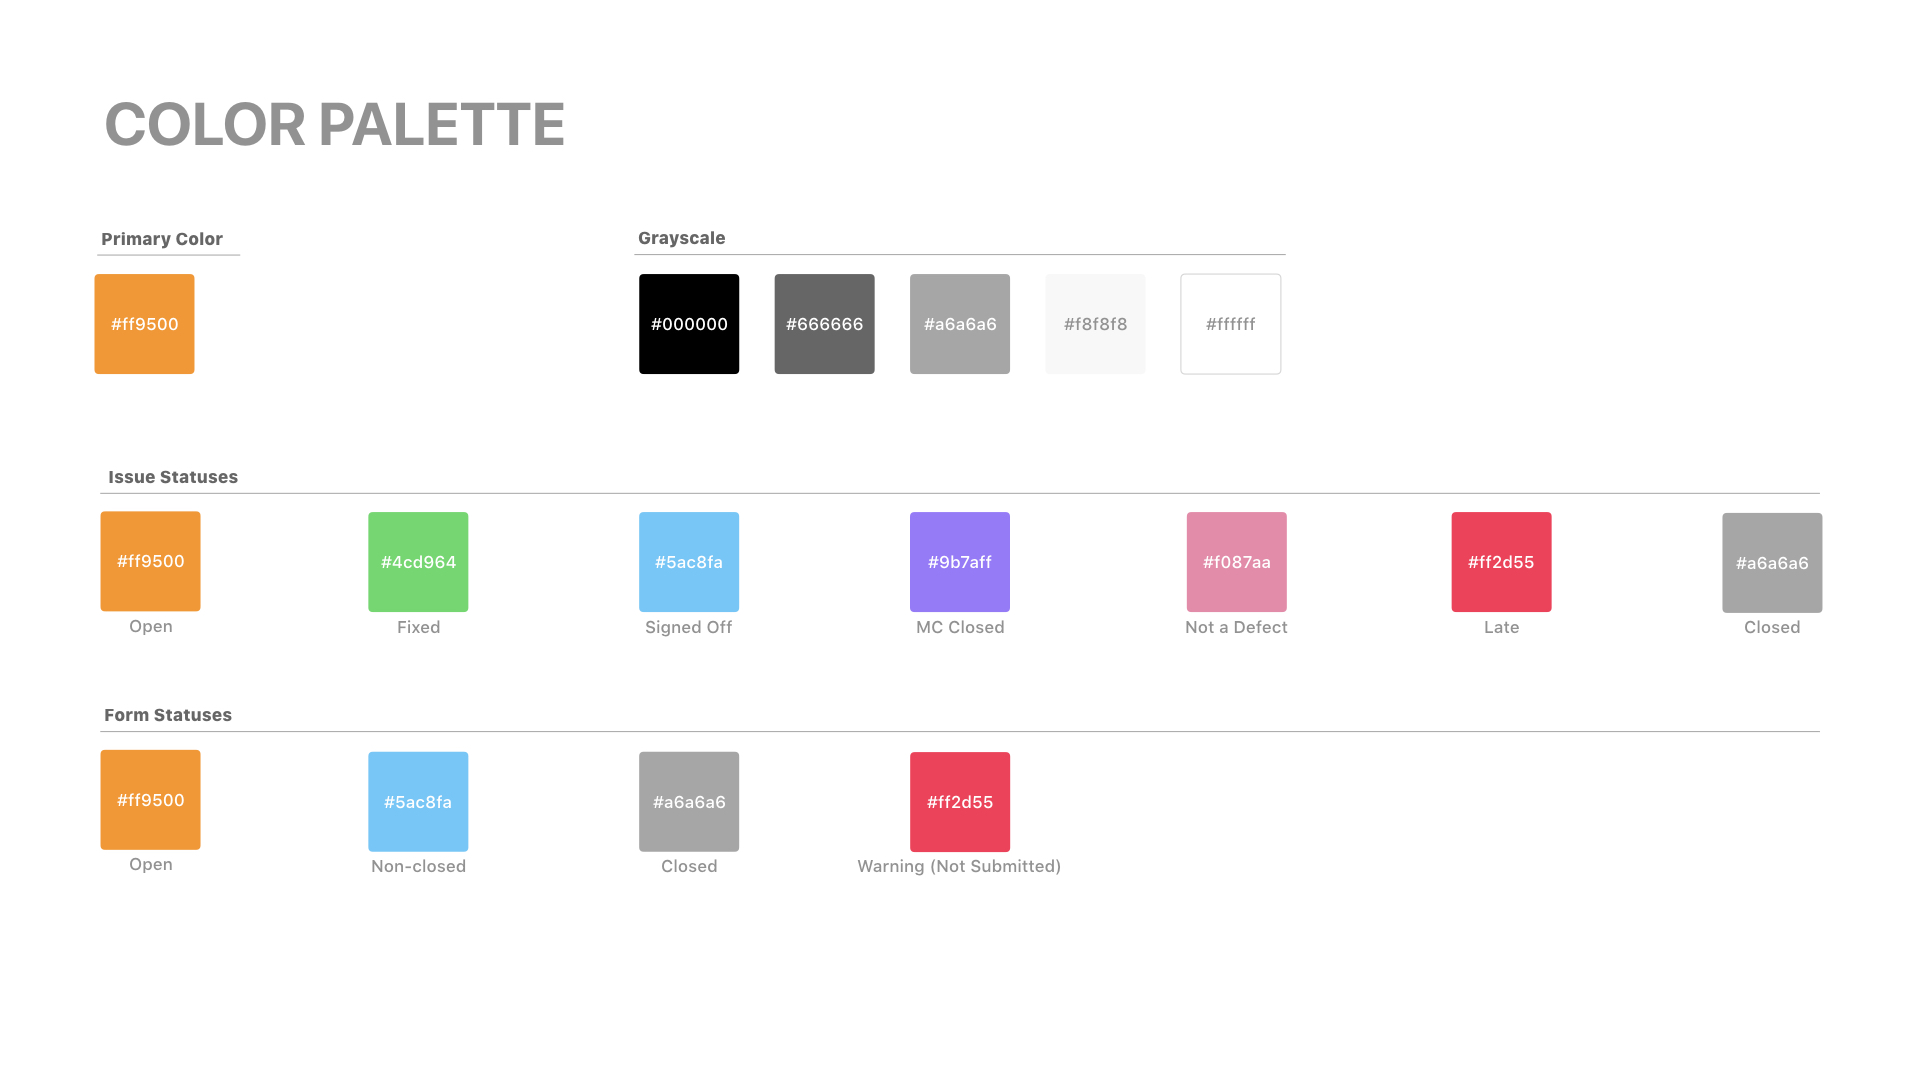 COLOR PALETTE
Primary Color
#ff9500
Grayscale
#000000
#666666
#a6a6a6
#f8f8f8
#ffffff
Issue Statuses
#ff9500
Open
#4cd964
Fixed
#5ac8fa
Signed Off
#9b7aff
MC Closed
#f087aa
Not a Defect
#ff2d55
Late
#a6a6a6
Closed
Form Statuses
#ff9500
Open
#5ac8fa
Non-closed
#a6a6a6
Closed
#ff2d55
Warning (Not Submitted)